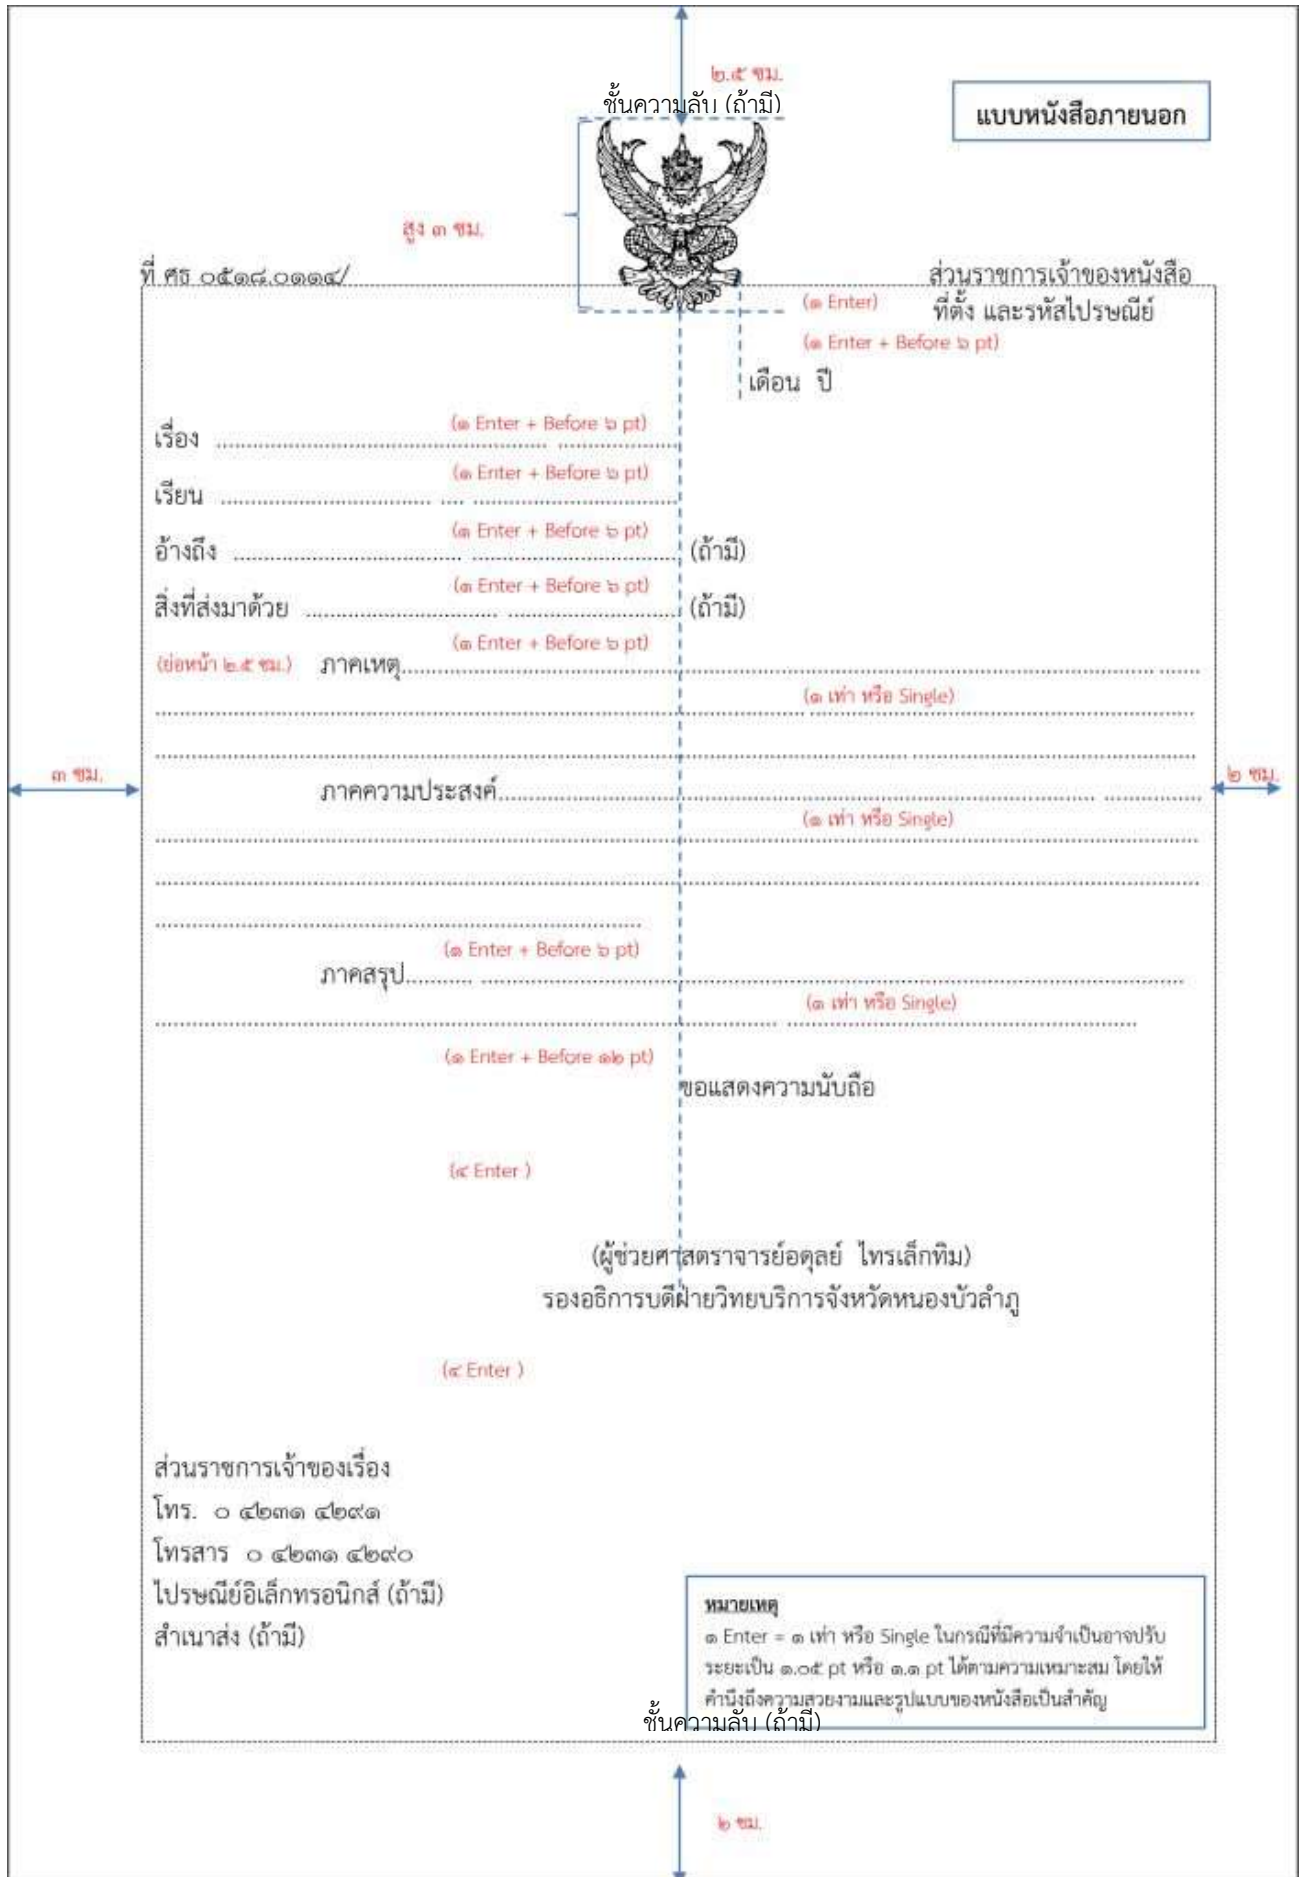 ๒.๕ ซม.
ชั้นความลับ (ถ้ามี)
แบบหนังสือภายนอก
สูง ๓ ซม.
ที่ ศธ ๐๕๑๘.๐๑๑๔/
ส่วนราชการเจ้าของหนังสือ
(๑ Enter)
ที่ตั้ง และรหัสไปรษณีย์
(๑ Enter + Before ๖ pt)
เดือน ปี
(๑ Enter + Before ๖ pt)
เรื่อง ................................................................
(๑ Enter + Before ๖ pt)
เรียน ................................................................
(๑ Enter + Before ๖ pt)
อ้างถึง ................................................................ (ถ้ามี)
(๑ Enter + Before ๖ pt)
สิ่งที่ส่งมาด้วย ................................................................ (ถ้ามี)
(๑ Enter + Before ๖ pt)
(ย่อหน้า ๒.๕ ซม.) ภาคเหตุ................................................................
(๑ เท่า หรือ Single)
๓ ซม.
๒ ซม.
ภาคความประสงค์................................................................
(๑ เท่า หรือ Single)
(๑ Enter + Before ๖ pt)
ภาคสรุป................................................................
(๑ เท่า หรือ Single)
(๑ Enter + Before ๑๒ pt)
ขอแสดงความนับถือ
(๔ Enter )
(ผู้ช่วยศาสตราจารย์อดุลย์ ไทรเล็กทิม)
รองอธิการบดีฝ่ายวิทยบริการจังหวัดหนองบัวลำภู
(๔ Enter )
ส่วนราชการเจ้าของเรื่อง
โทร. ๐ ๔๒๓๑ ๔๒๙๑
โทรสาร ๐ ๔๒๓๑ ๔๒๙๐
ไปรษณีย์อิเล็กทรอนิกส์ (ถ้ามี)
สำเนาส่ง (ถ้ามี)
หมายเหตุ
๑ Enter = ๑ เท่า หรือ Single ในกรณีที่มีความจำเป็นอาจปรับ
ระยะเป็น ๑.๐๕ pt หรือ ๑.๑ pt ได้ตามความเหมาะสม โดยให้
คำนึงถึงความสวยงามและรูปแบบของหนังสือเป็นสำคัญ
ชั้นความลับ (ถ้ามี)
๒ ซม.